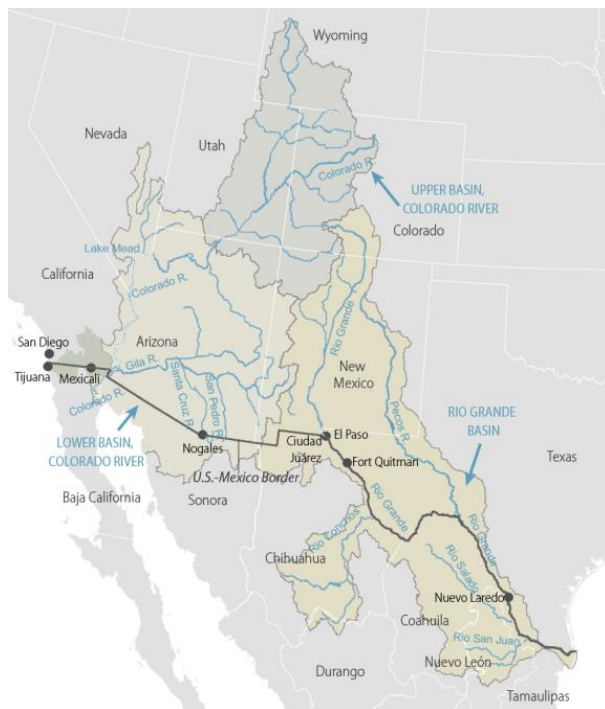 Wyoming
Nevada
Utah
Colorado R.
UPPER BASIN,
COLORADO RIVER
Colorado
Lake Mead
California
Colorado R.
Rio Grande
San Diego
Arizona
New
Mexico
Tijuana
Mexicali
Gila R.
Colorado R.
Santa Cruz R.
San Pedro R.
Pecos R.
RIO GRANDE
BASIN
LOWER BASIN,
COLORADO RIVER
Nogales
Ciudad
Juárez
El Paso
Fort Quitman
Texas
U.S.-Mexico Border
Baja California
Sonora
Rio Grande
Rio Grande
Río Conchos
Chihuahua
Río Salado
Nuevo Laredo
Coahuila
Río San Juan
Durango
Nuevo León
Tamaulipas